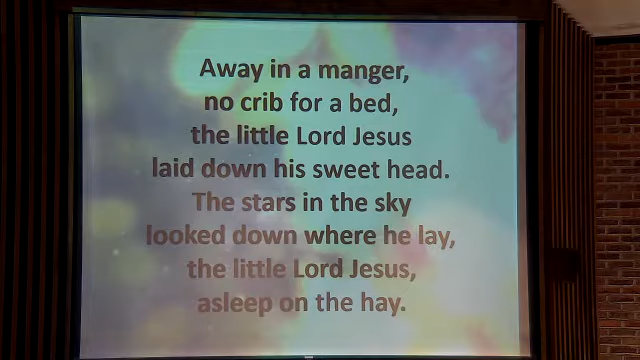 Away in a manger,
no crib for a bed,
the little Lord Jesus
laid down his sweet head.
The stars in the sky
looked down where he lay,
the little Lord Jesus,
asleep on the hay.